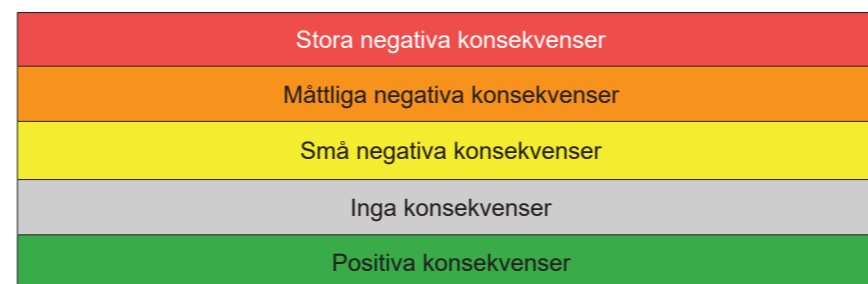 Stora negativa konsekvenser
Måttliga negativa konsekvenser
Små negativa konsekvenser
Inga konsekvenser
Positiva konsekvenser